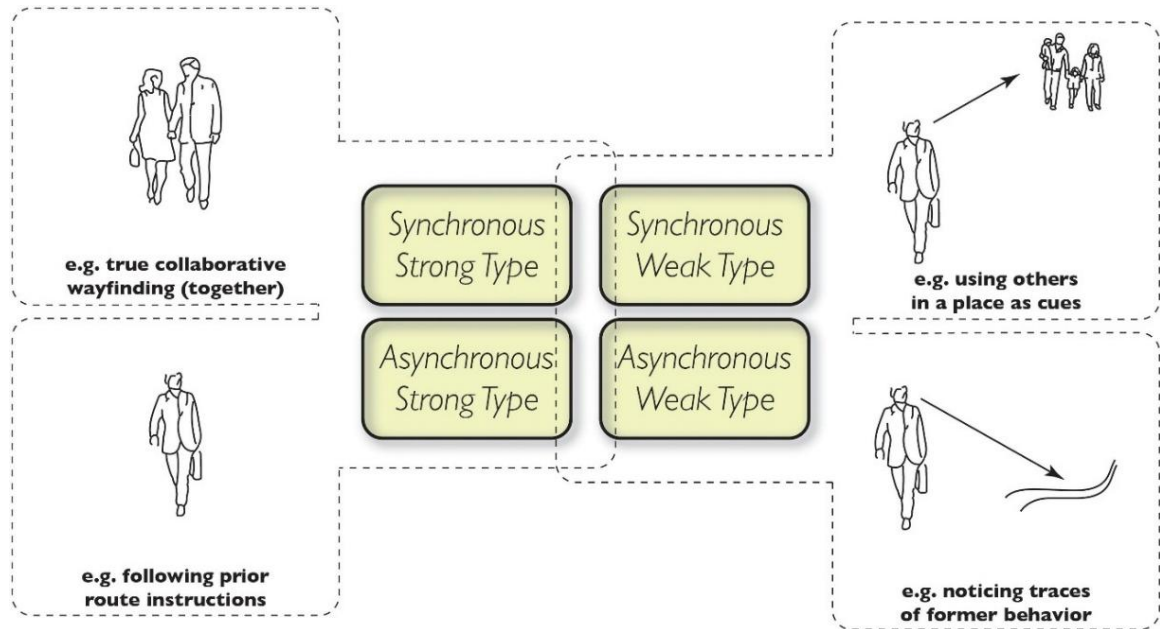 e.g. true collaborative
wayfinding (together)
Synchronous
Strong Type
Synchronous
Weak Type
e.g. using others
in a place as cues
Asynchronous
Strong Type
Asynchronous
Weak Type
e.g. following prior
route instructions
e.g. noticing traces
of former behavior